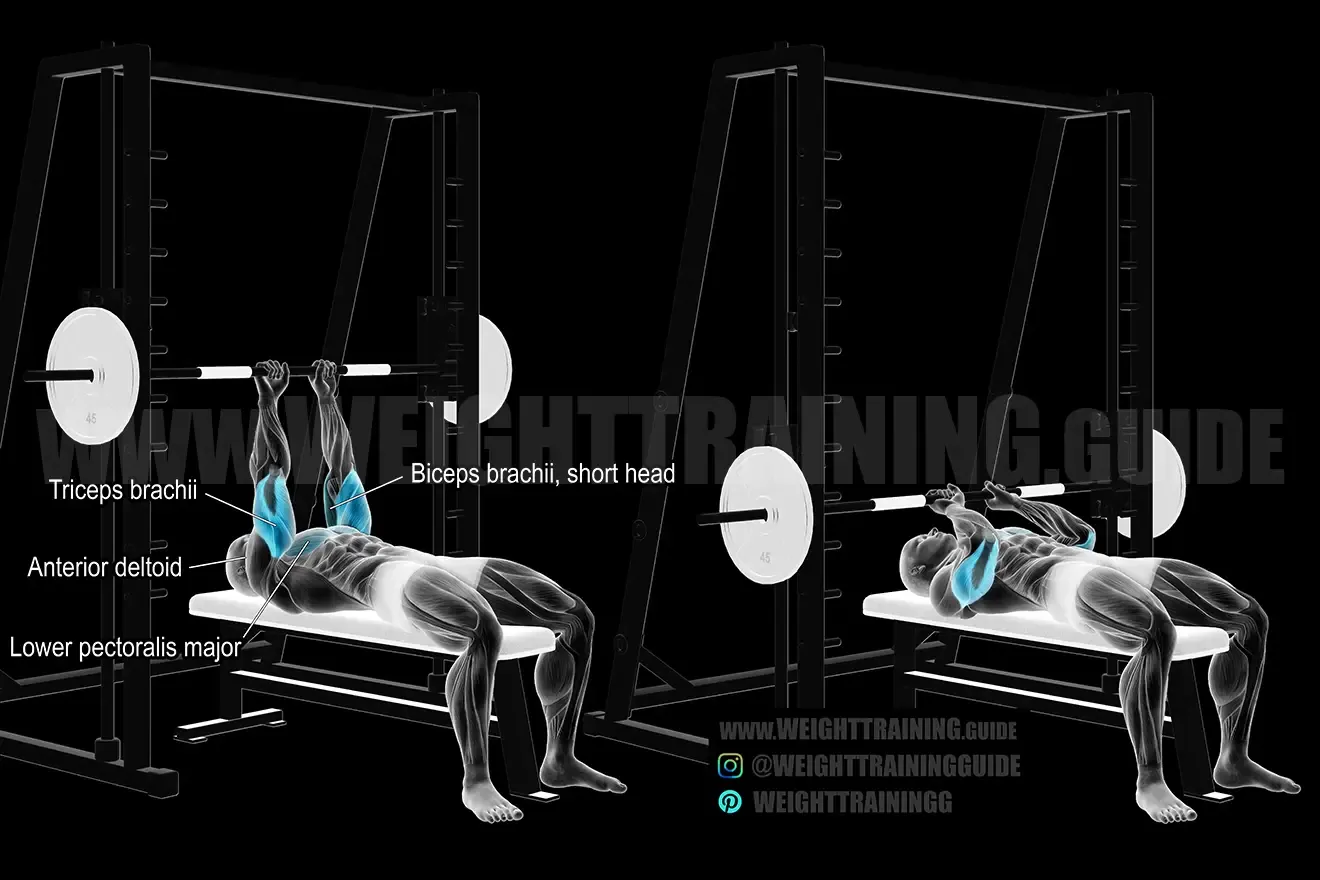 WWW.WEIGHTTRAINING.GUIDE
Triceps brachii
Biceps brachii, short head
Anterior deltoid
Lower pectoralis major
45
45
WWW.WEIGHTTRAINING.GUIDE
@WEIGHTTRAININGGUIDE
WEIGHTTRAININGG